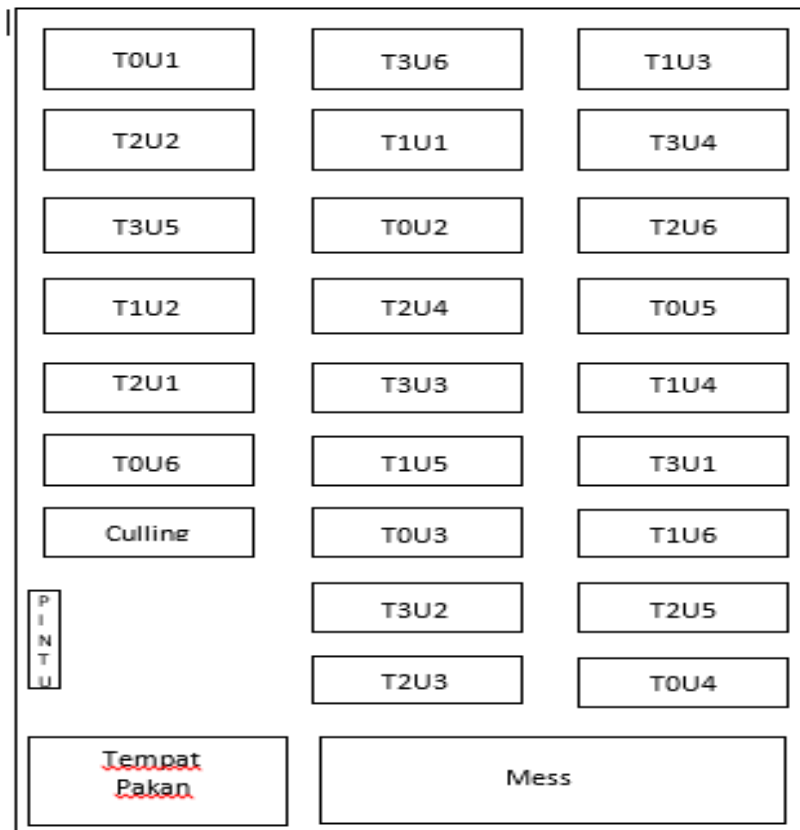 T0U1 T3U6 T1U3
T2U2 T1U1 T3U4
T3U5 T0U2 T2U6
T1U2 T2U4 T0U5
T2U1 T3U3 T1U4
T0U6 T1U5 T3U1
Culling T0U3 T1U6
PINTU
T3U2 T2U5
T2U3 T0U4
Tempat
Pakan
Mess